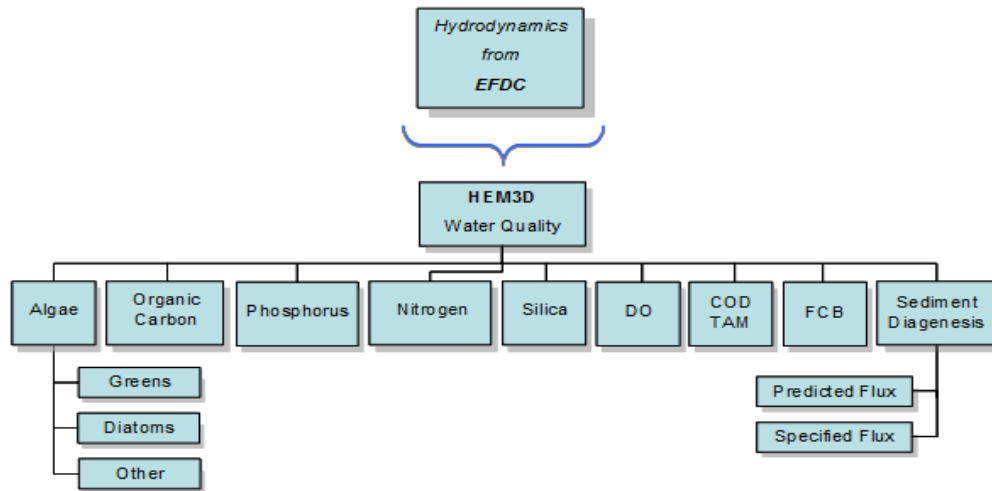 Hydrodynamics
from
EFDC
HEM3D
Water Quality
Algae
Organic
Carbon
Phosphorus
Nitrogen
Silica
DO
COD
TAM
FCB
Sediment
Diagenesis
Greens
Diatoms
Other
Predicted Flux
Specified Flux